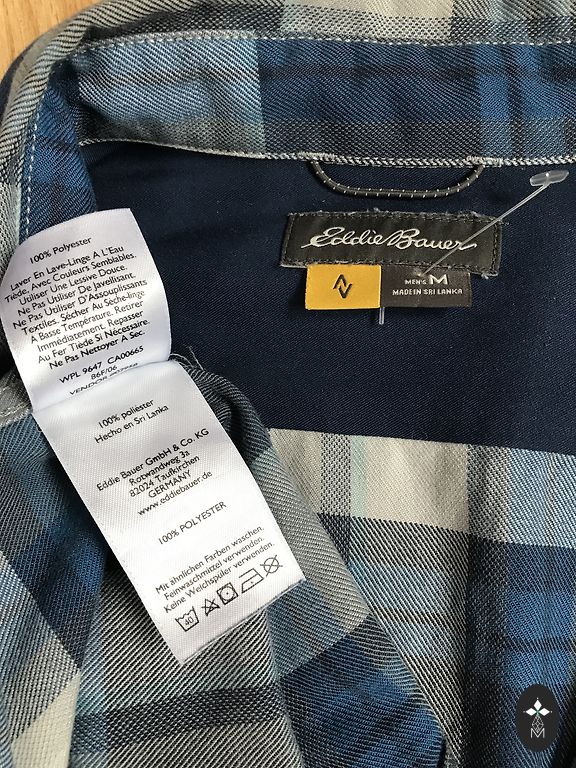 Eddie Bauer
MEN'S M
MADE IN SRI LANKA
100% Polyester
Laver En Lave-Linge À L'Eau
Tiède, Avec Couleurs Semblables.
Utiliser Une Lessive Douce.
Ne Pas Utiliser De Javellisant.
Ne Pas Utiliser D'Assouplissants
Textiles. Sécher Au Sèche-linge
A Basse Température. Retirer
Immédiatement. Repasser
Au Fer Tiède Si Nécessaire.
Ne Pas Nettoyer A Sec.
WPL 9647 CA00665
86F/06
VENDOR
100% poliéster
Hecho en Sri Lanka
Eddie Bauer GmbH & Co. KG
Rotwandweg 3a
82024 Taufkirchen
GERMANY
www.eddiebauer.de
100% POLYESTER
Mit ähnlichen Farben waschen.
Feinwaschmittel verwenden.
Keine Weichspüler verwenden.
40
M